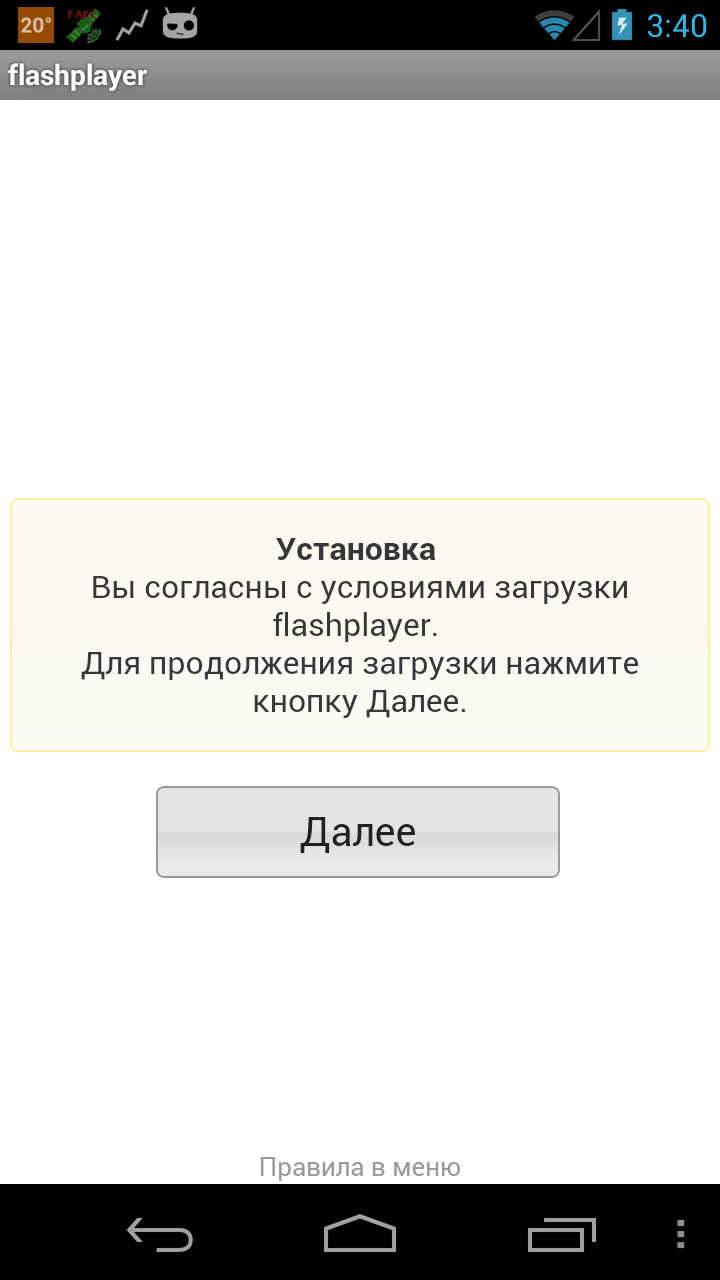 20°
FAKE
3:40
flashplayer
Установка
Вы согласны с условиями загрузки
flashplayer.
Для продолжения загрузки нажмите
кнопку Далее.
Далее
Правила в меню